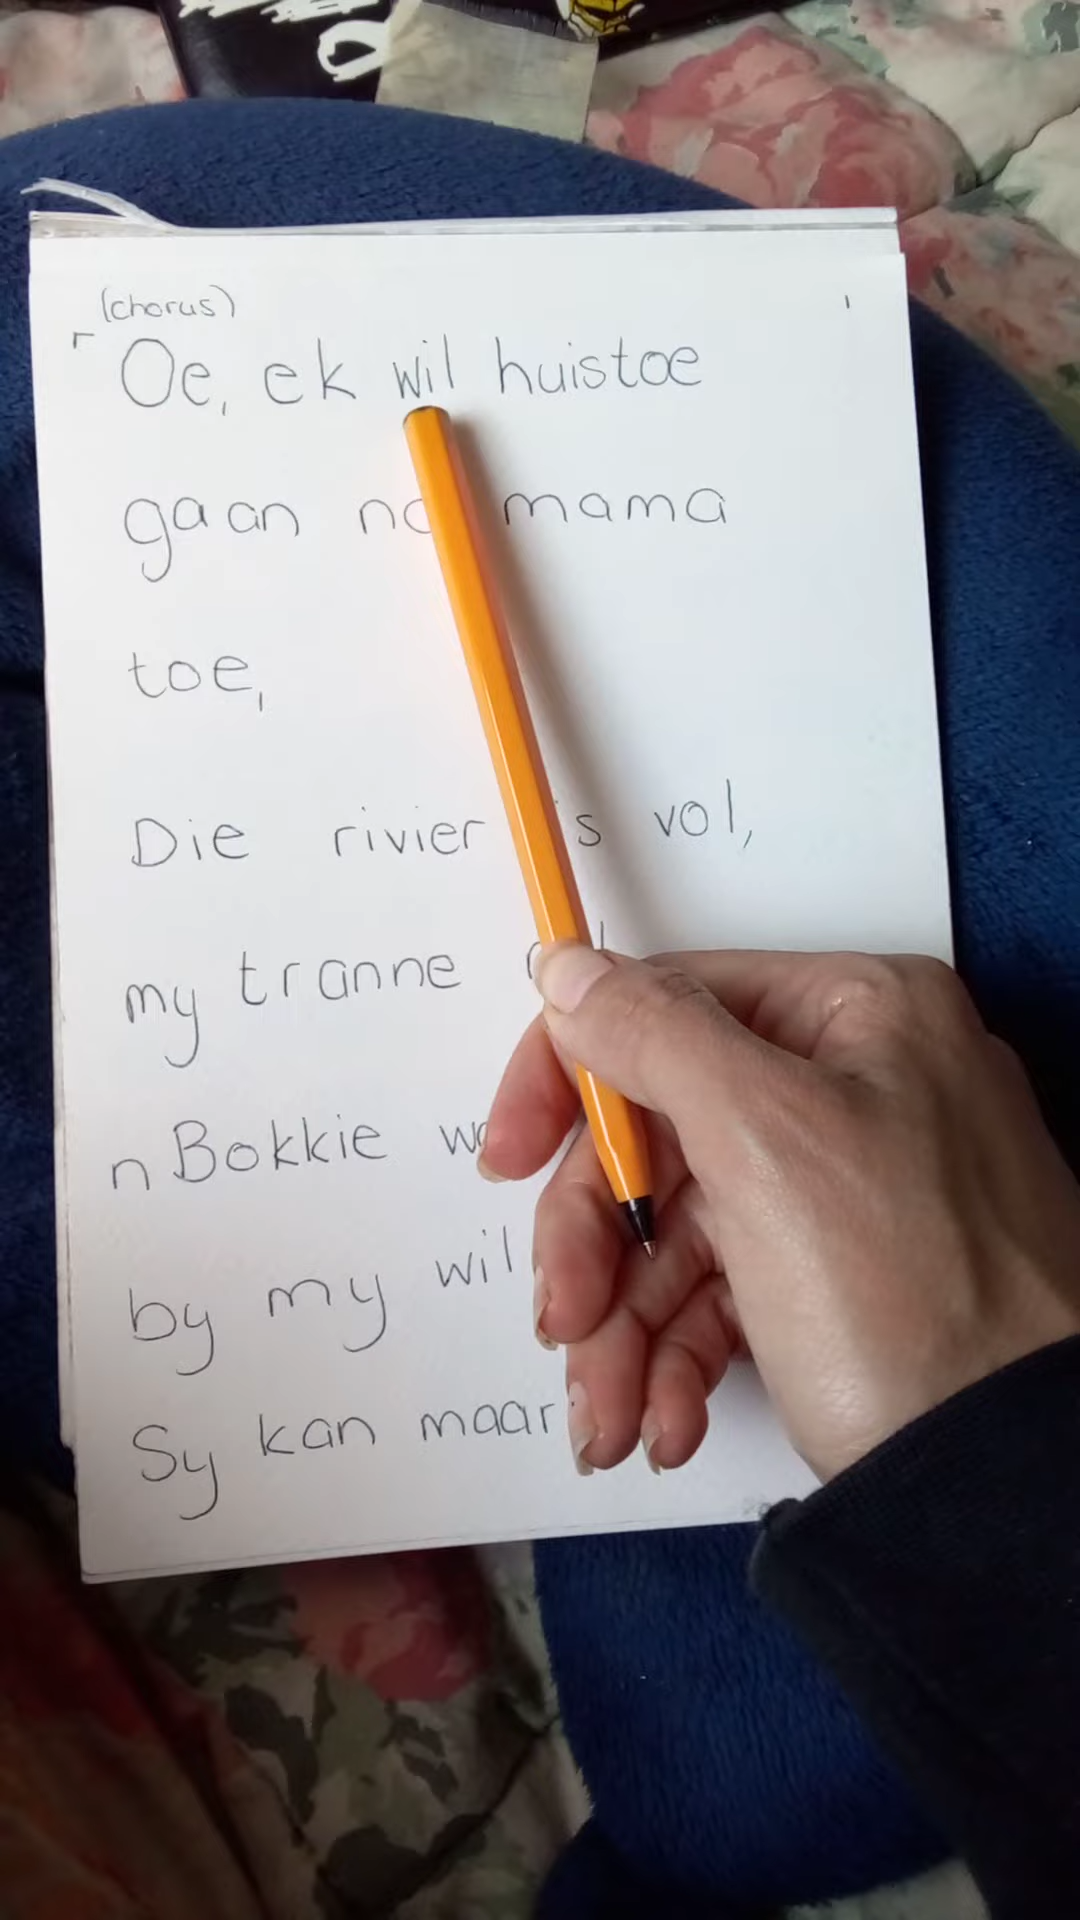 (chorus)
Oe, ek wil huistoe
gaan mama
toe,
Die rivier vol,
my tranne
n Bokkie
by my wil
Sy kan maar